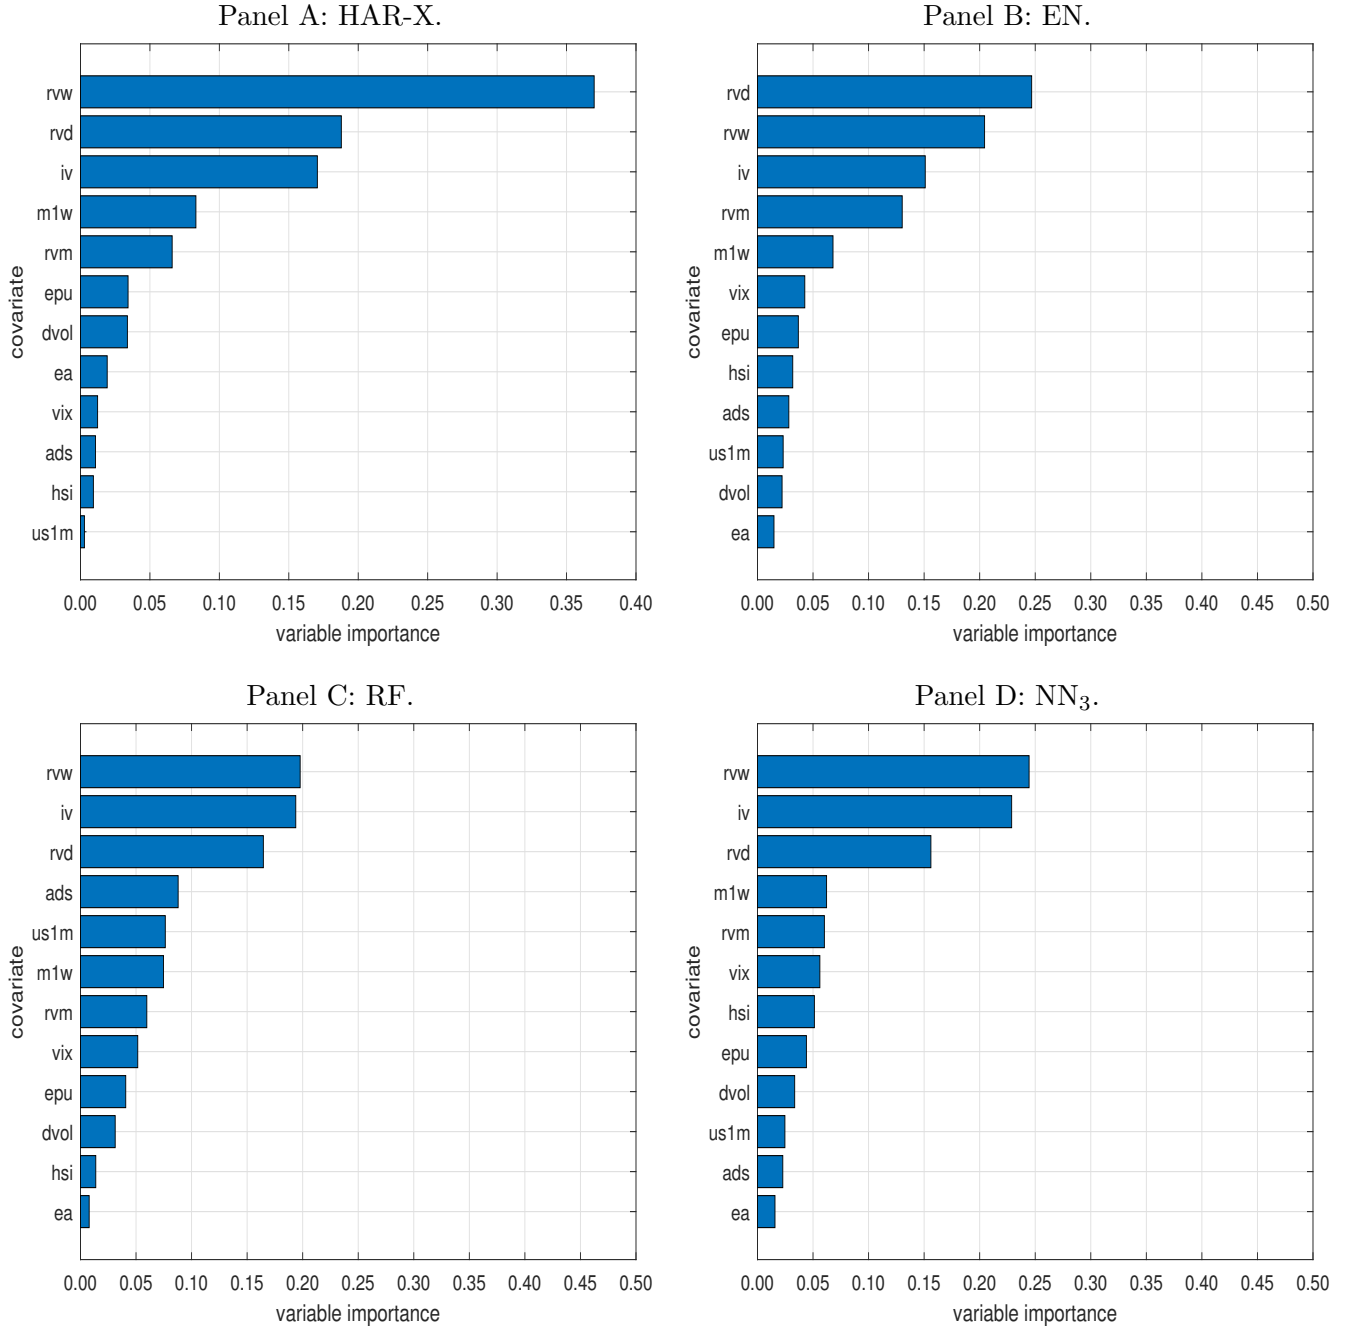 Panel A: HAR-X.
rvw
rvd
iv
m1w
rvm
epu
dvol
ea
vix
ads
hsi
us1m
covariate
0.00 0.05 0.10 0.15 0.20 0.25 0.30 0.35 0.40
variable importance
Panel B: EN.
rvd
rvw
iv
rvm
m1w
vix
epu
hsi
ads
us1m
dvol
ea
covariate
0.00 0.05 0.10 0.15 0.20 0.25 0.30 0.35 0.40 0.45 0.50
variable importance
Panel C: RF.
rvw
iv
rvd
ads
us1m
m1w
rvm
vix
epu
dvol
hsi
ea
covariate
0.00 0.05 0.10 0.15 0.20 0.25 0.30 0.35 0.40 0.45 0.50
variable importance
Panel D: NN₃.
rvw
iv
rvd
m1w
rvm
vix
hsi
epu
dvol
us1m
ads
ea
covariate
0.00 0.05 0.10 0.15 0.20 0.25 0.30 0.35 0.40 0.45 0.50
variable importance